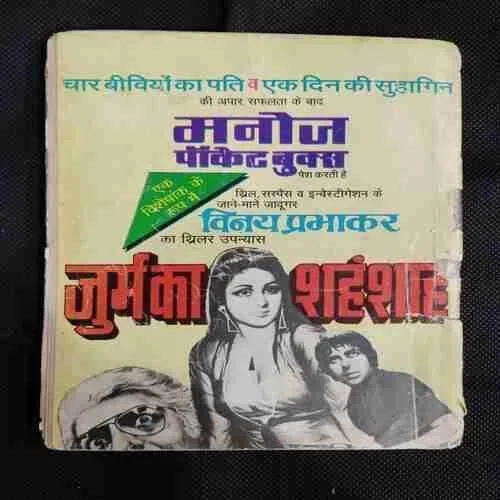 चार बीवियों का पति व एक दिन की सुहागिन
की अपार सफलता के बाद
मनोज
पॉकेट बुक्स
पेश करती है
एक
विशेषांक के
रूप में
थ्रिल, सस्पैंस व इन्वेस्टीगेशन के
जाने-माने जादूगर
विनय प्रभाकर
का थ्रिलर उपन्यास
जुर्म का शहंशाह